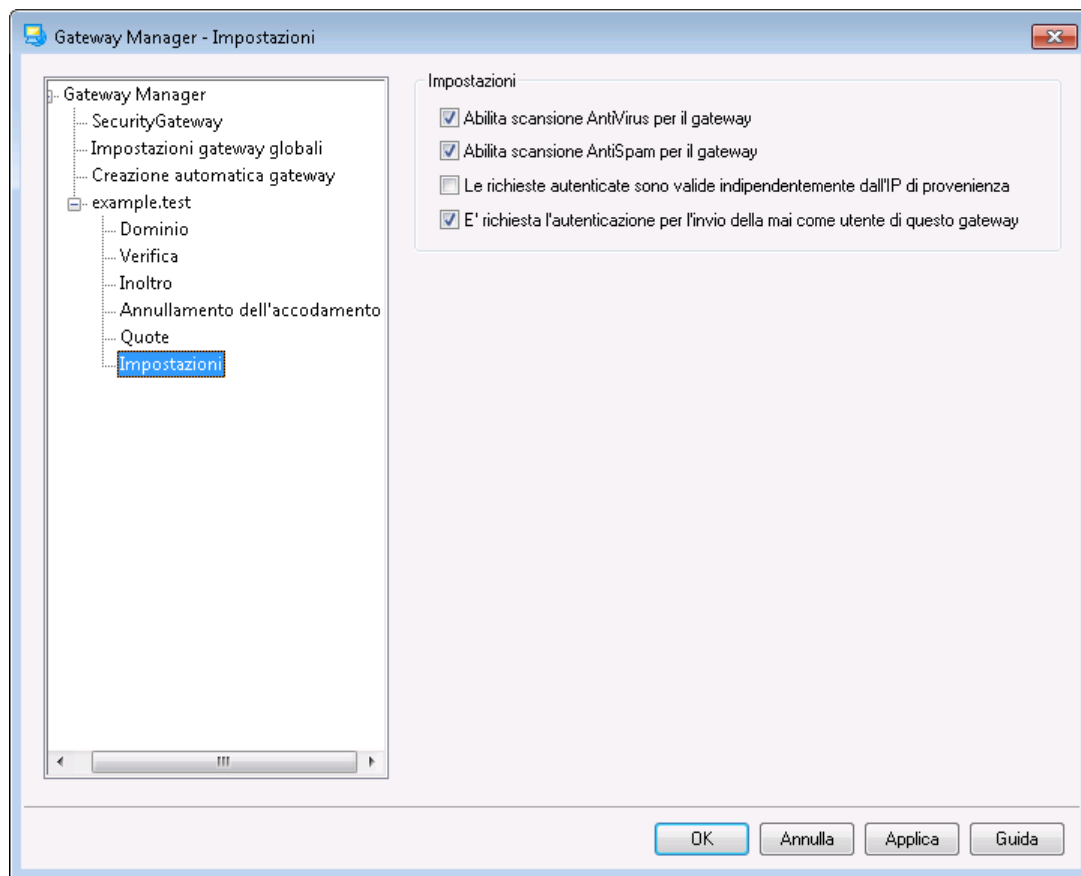 Gateway Manager - Impostazioni
Gateway Manager
SecurityGateway
Impostazioni gateway globali
Creazione automatica gateway
example.test
Dominio
Verifica
Inoltro
Annullamento dell'accodamento
Quote
Impostazioni
Impostazioni
Abilita scansione AntiVirus per il gateway
Abilita scansione AntiSpam per il gateway
Le richieste autenticate sono valide indipendentemente dall'IP di provenienza
E' richiesta l'autenticazione per l'invio della mai come utente di questo gateway
OK
Annulla
Applica
Guida